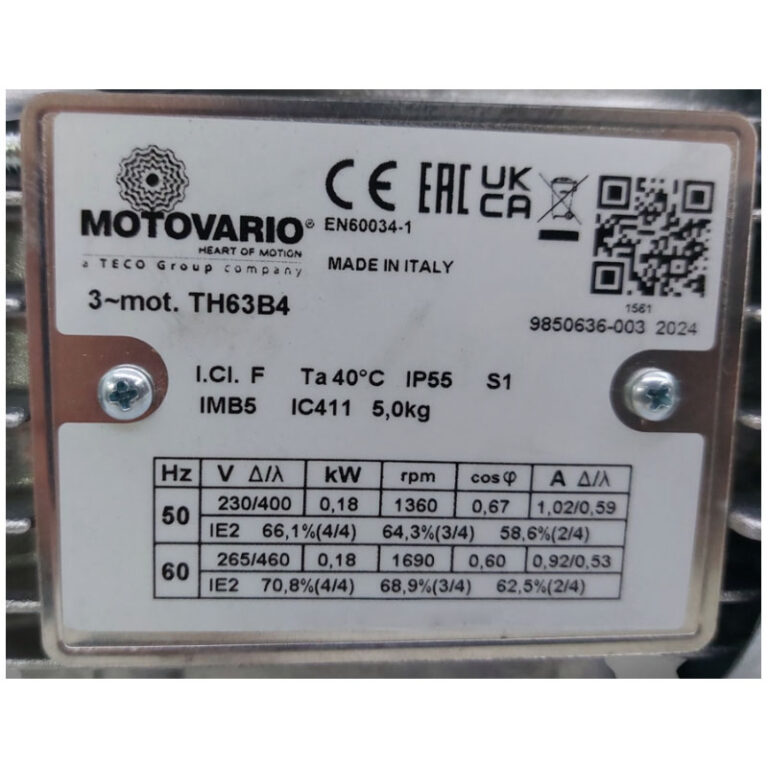 MOTOVARIO®
HEART OF MOTION
a TECO Group company
CE EAC UK CA
EN60034-1
MADE IN ITALY
1561
9850636-003 2024
3~mot. TH63B4
I.Cl. F Ta 40°C IP55 S1
IMB5 IC411 5,0kg
Hz V Δ/λ kW rpm cosφ A Δ/λ
50 230/400 0,18 1360 0,67 1,02/0,59
IE2 66,1%(4/4) 64,3%(3/4) 58,6%(2/4)
60 265/460 0,18 1690 0,60 0,92/0,53
IE2 70,8%(4/4) 68,9%(3/4) 62,5%(2/4)